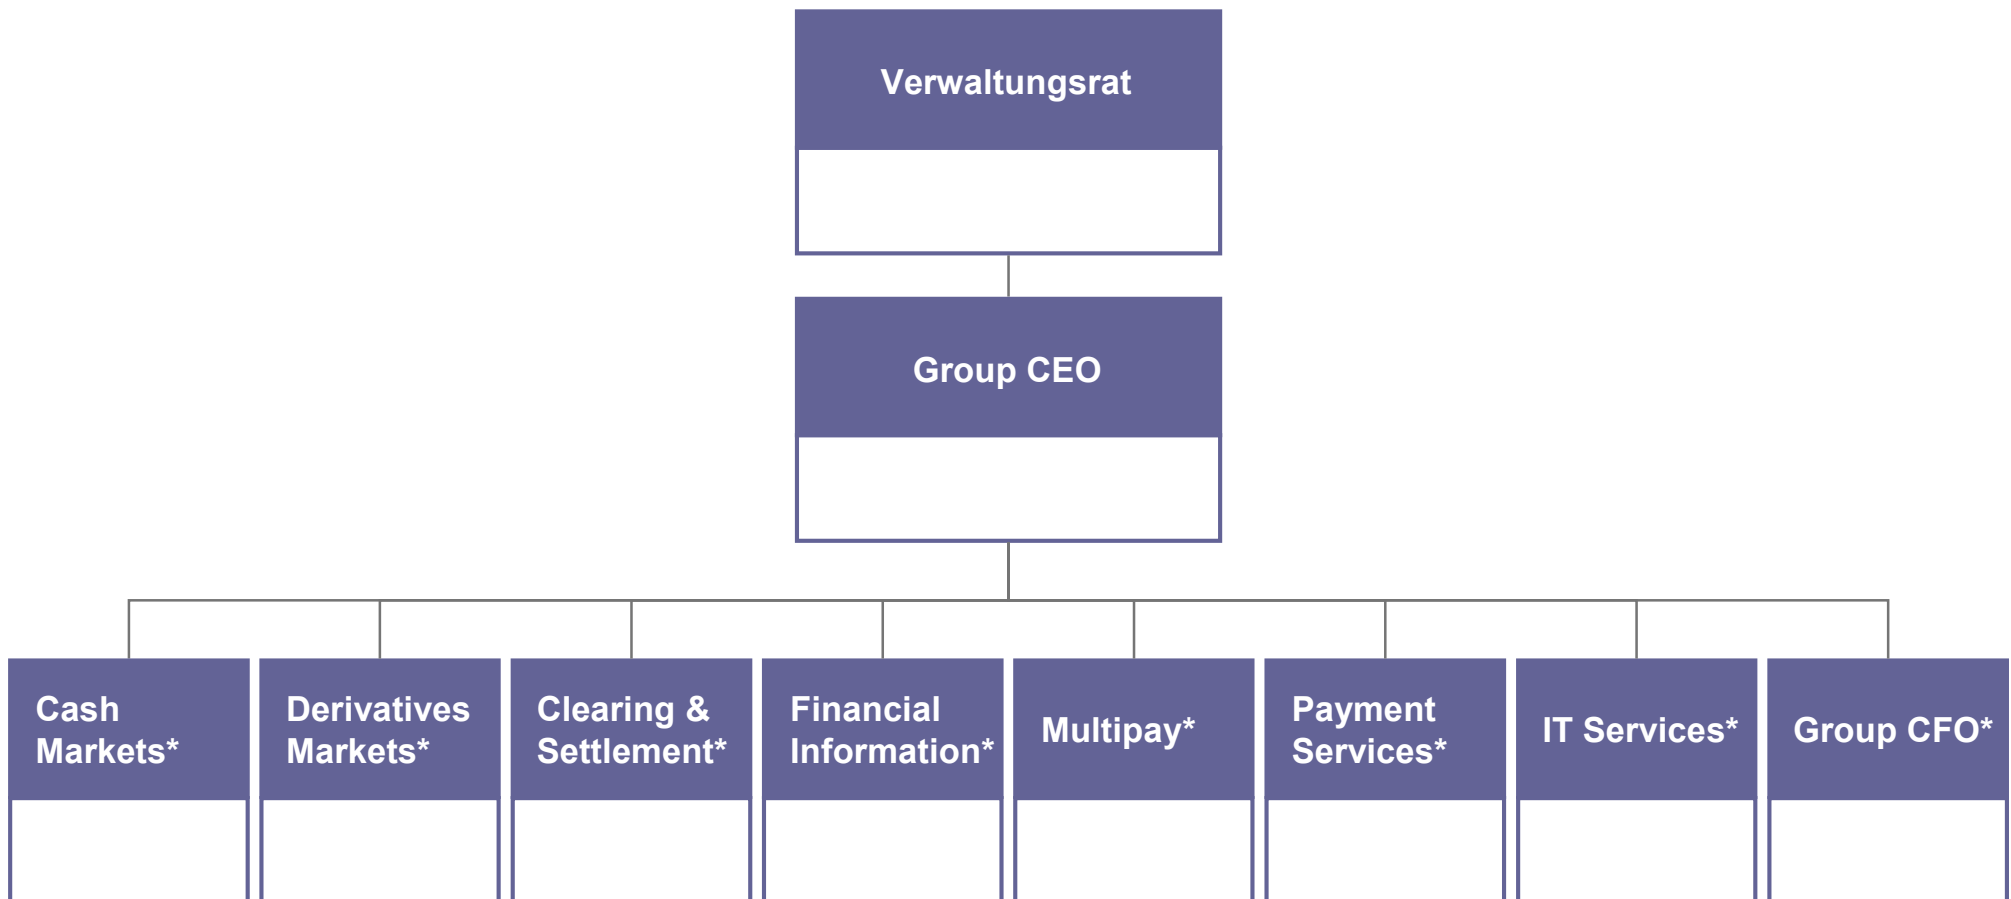 Verwaltungsrat
Group CEO
Cash
Markets*
Derivatives
Markets*
Clearing &
Settlement*
Financial
Information*
Multipay*
Payment
Services*
IT Services*
Group CFO*